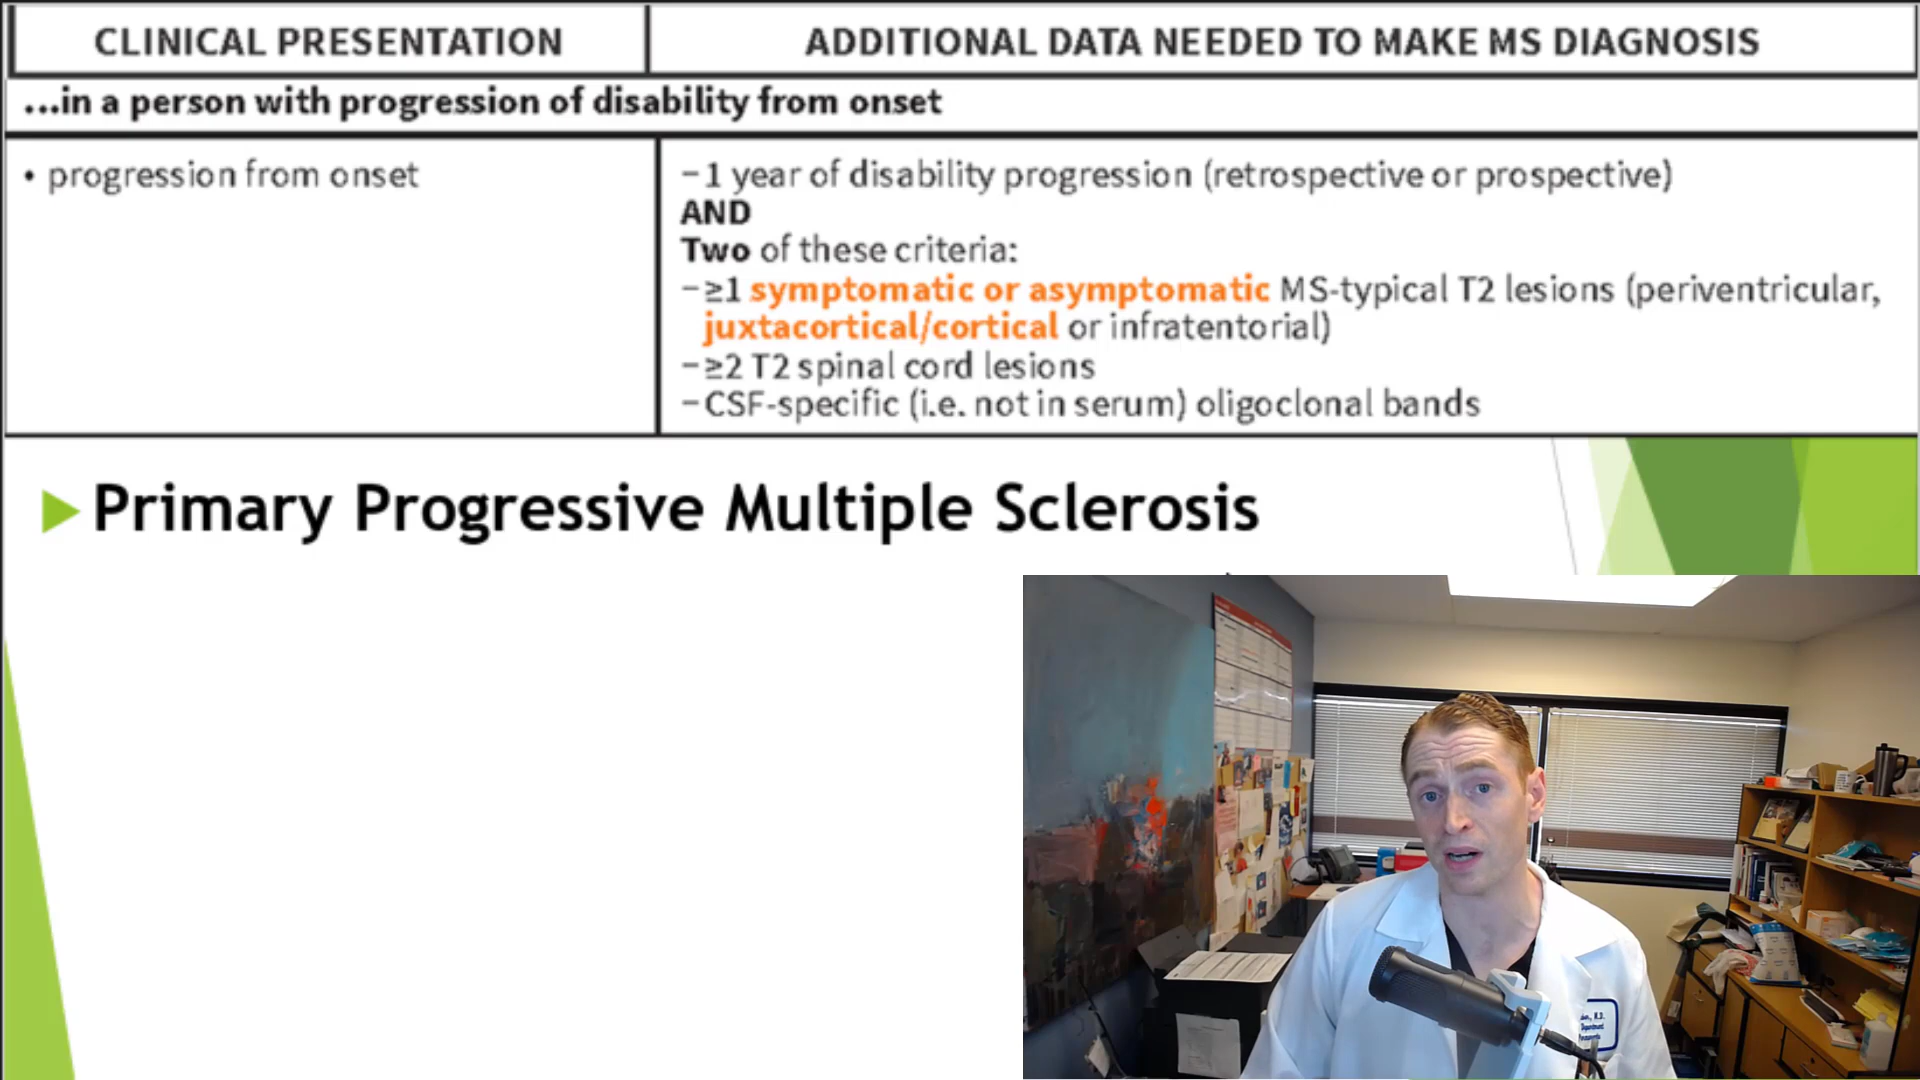 CLINICAL PRESENTATION
ADDITIONAL DATA NEEDED TO MAKE MS DIAGNOSIS
...in a person with progression of disability from onset
• progression from onset
−1 year of disability progression (retrospective or prospective)
AND
Two of these criteria:
−≥1 symptomatic or asymptomatic MS-typical T2 lesions (periventricular,
juxtacortical/cortical or infratentorial)
−≥2 T2 spinal cord lesions
−CSF-specific (i.e. not in serum) oligoclonal bands
Primary Progressive Multiple Sclerosis